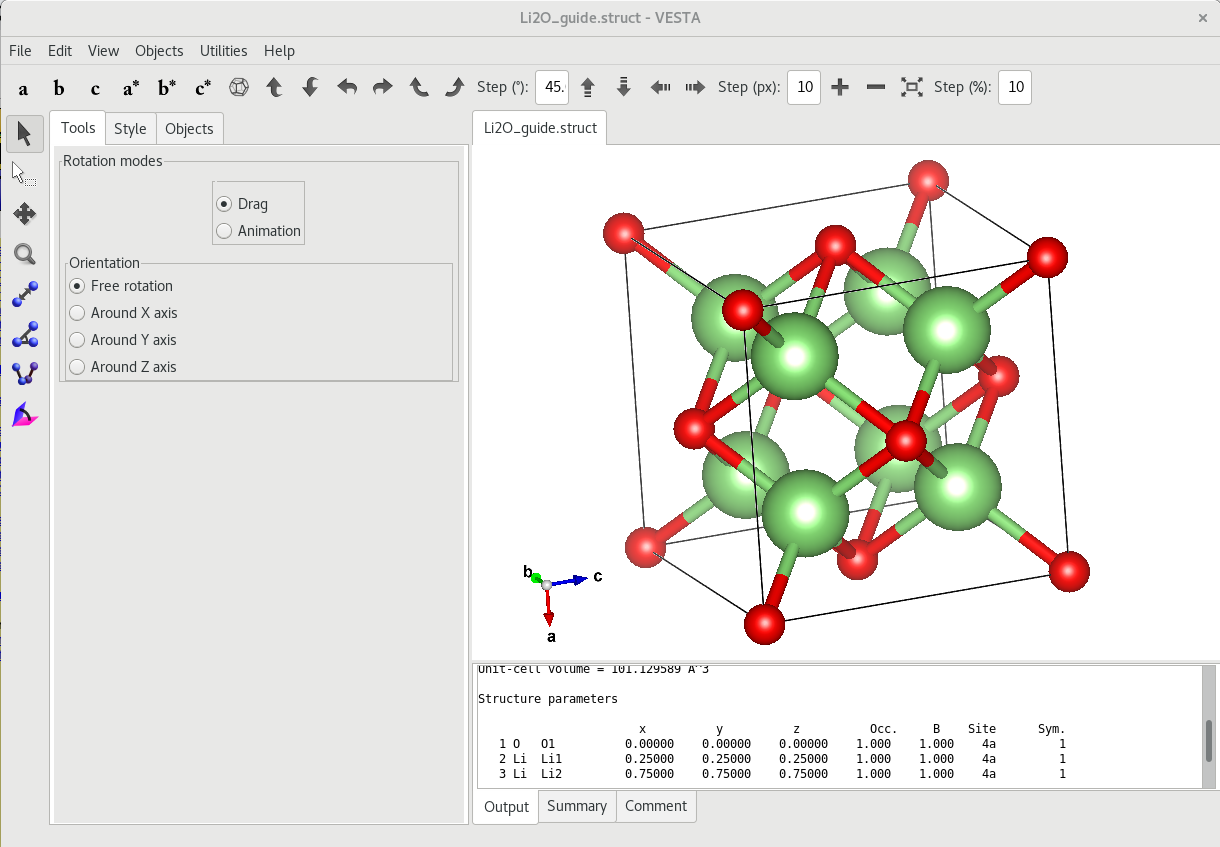 Li2O_guide.struct - VESTA
File Edit View Objects Utilities Help
a b c a* b* c* Step (°): 45. Step (px): 10 Step (%): 10
Tools Style Objects
Li2O_guide.struct
Rotation modes
Drag
Animation
Orientation
Free rotation
Around X axis
Around Y axis
Around Z axis
b c
a
Unit-cell volume = 101.129589 Å^3
Structure parameters
x y z Occ. B Site Sym.
1 O O1 0.00000 0.00000 0.00000 1.000 1.000 4a 1
2 Li Li1 0.25000 0.25000 0.25000 1.000 1.000 4a 1
3 Li Li2 0.75000 0.75000 0.75000 1.000 1.000 4a 1
Output Summary Comment